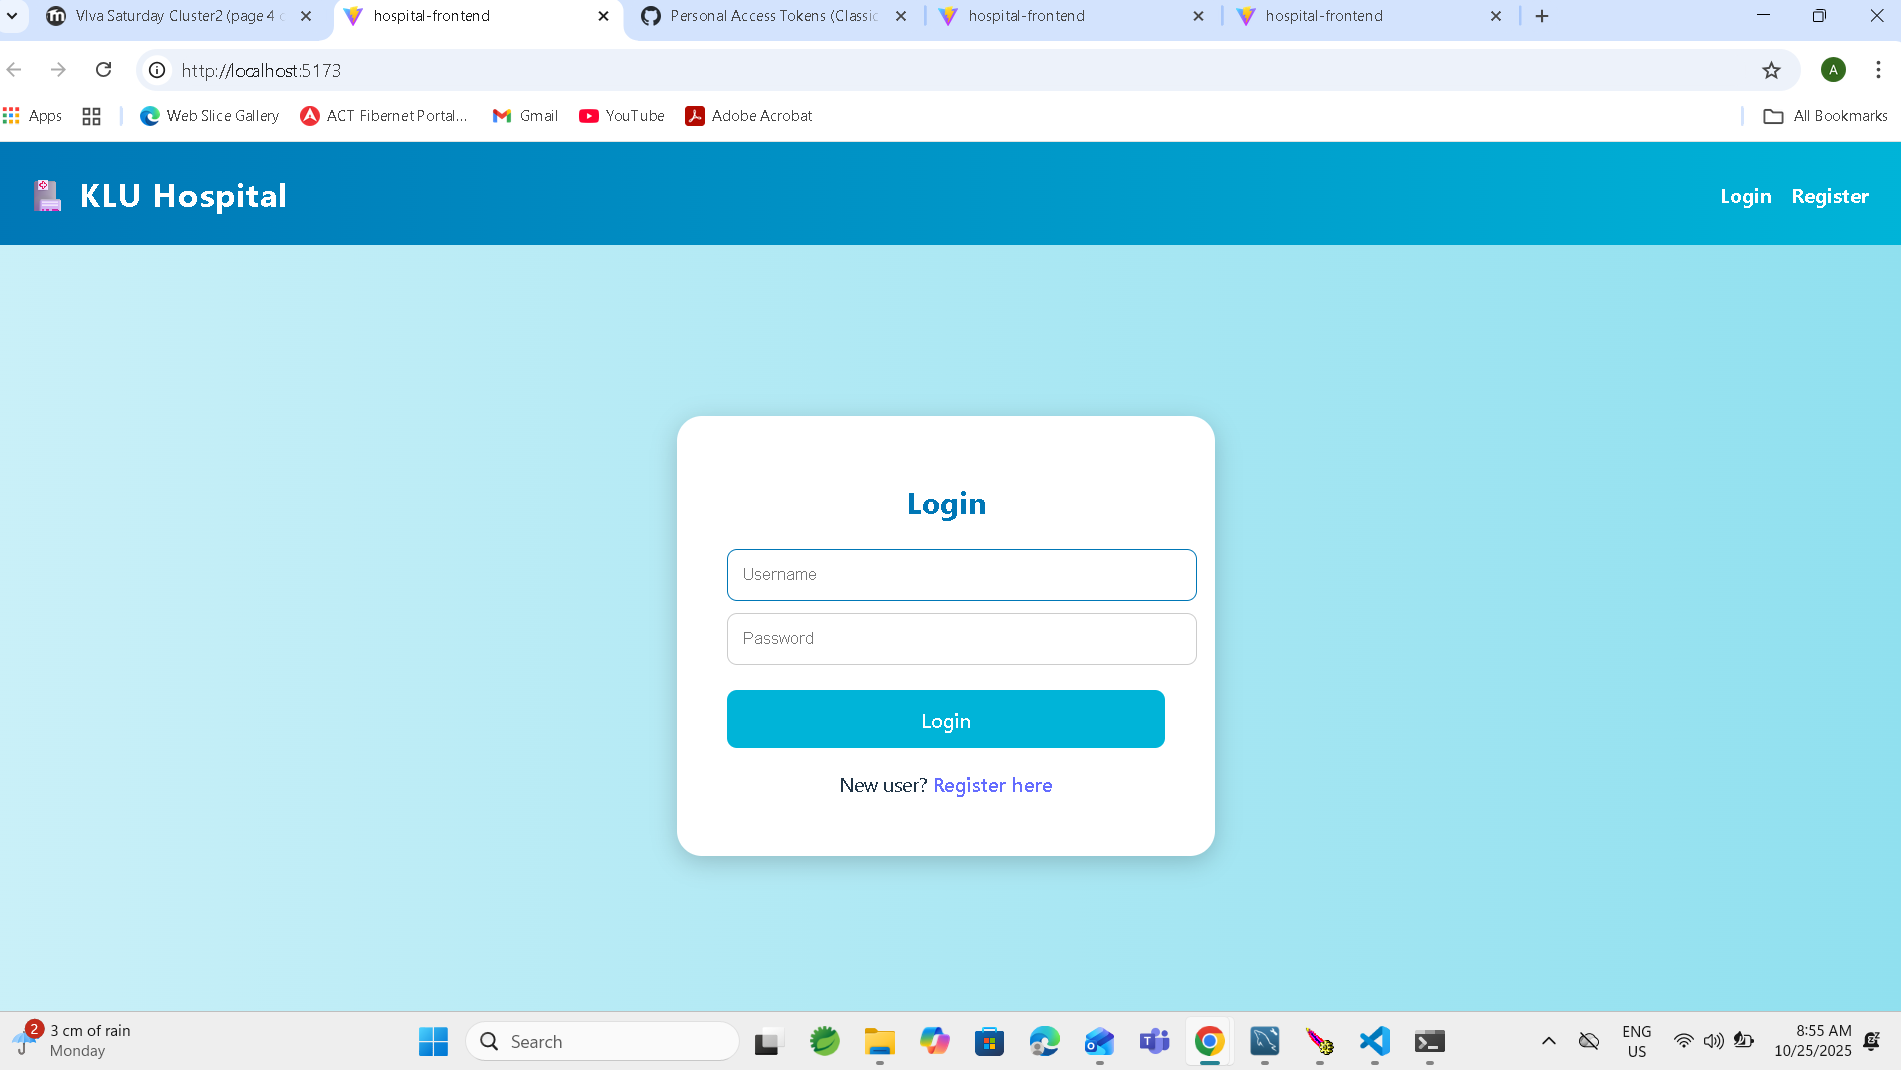 VIva Saturday Cluster2 (page 4
hospital-frontend
Personal Access Tokens (Classic
hospital-frontend
hospital-frontend
http://localhost:5173
A
Apps
Web Slice Gallery
ACT Fibernet Portal...
Gmail
YouTube
Adobe Acrobat
All Bookmarks
KLU Hospital
Login
Register
Login
Username
Password
Login
New user? Register here
2
3 cm of rain
Monday
Search
ENG
US
8:55 AM
10/25/2025